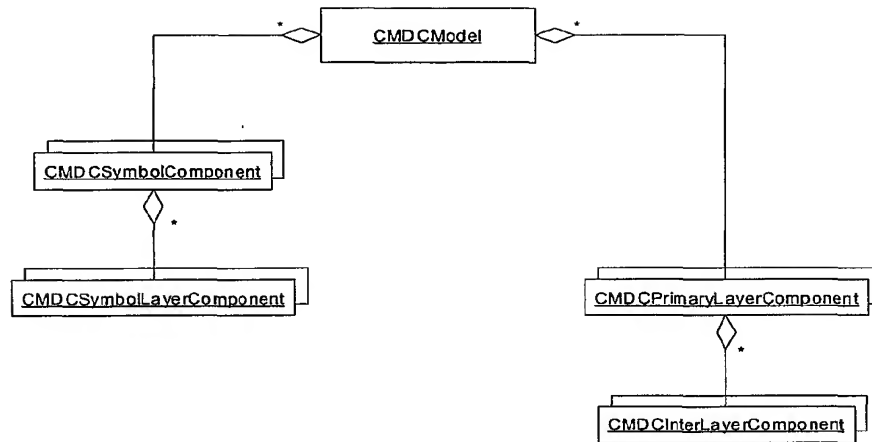 * CMDCModel *
CMDCSymbolComponent
*
CMDCSymbolLayerComponent
CMDCPrimaryLayerComponent
*
CMDCInterLayerComponent